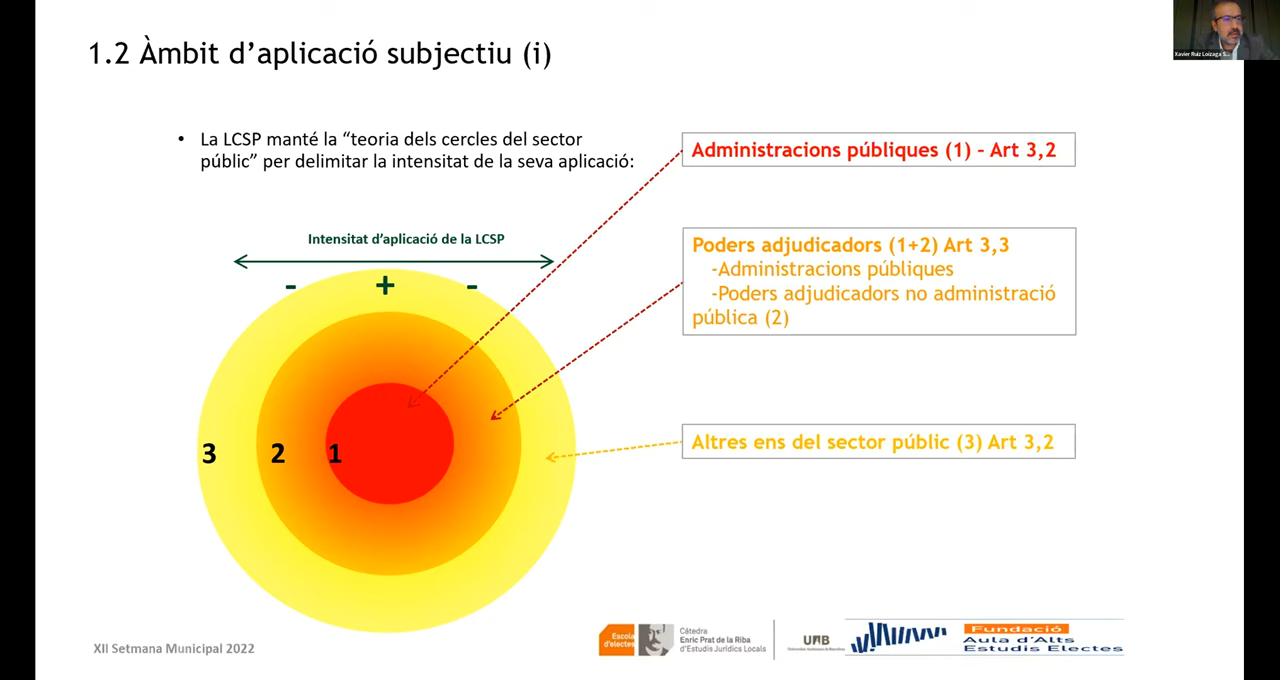 1.2 Àmbit d’aplicació subjectiu (i)
Xavier Ruiz Loizaga S...
• La LCSP manté la “teoria dels cercles del sector
públic” per delimitar la intensitat de la seva aplicació:
Administracions públiques (1) – Art 3,2
Intensitat d’aplicació de la LCSP
- + -
Poders adjudicadors (1+2) Art 3,3
-Administracions públiques
-Poders adjudicadors no administració
pública (2)
3 2 1
Altres ens del sector públic (3) Art 3,2
XII Setmana Municipal 2022
Escola
d'electes
Càtedra
Enric Prat de la Riba
d'Estudis Jurídics Locals
UAB
Universitat Autònoma de Barcelona
Fundació
Aula d'Alts
Estudis Electes